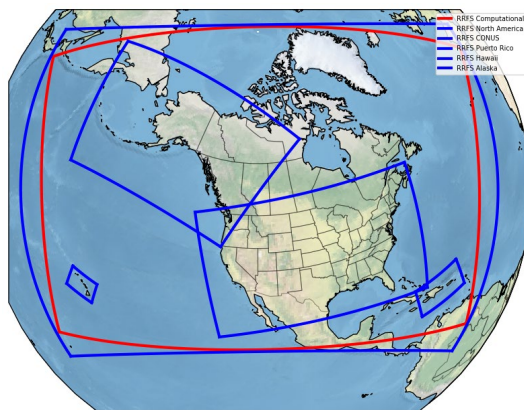 RRFS Computational
RRFS North America
RRFS CONUS
RRFS Puerto Rico
RRFS Hawaii
RRFS Alaska